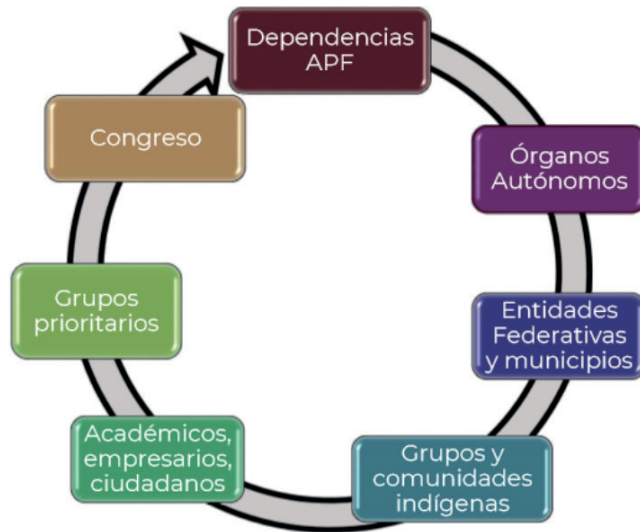 Dependencias
APF
Órganos
Autónomos
Entidades
Federativas
y municipios
Grupos y
comunidades
indígenas
Académicos,
empresarios,
ciudadanos
Grupos
prioritarios
Congreso